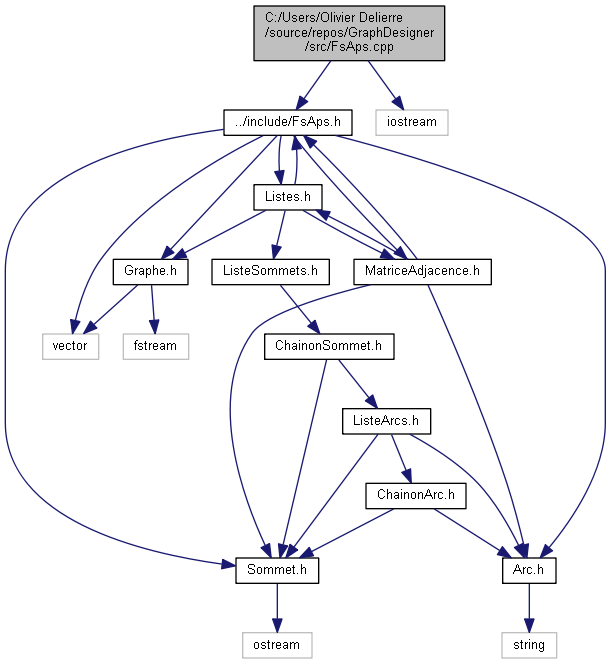 C:/Users/Olivier Delierre
/source/repos/GraphDesigner
/src/FsAps.cpp
../include/FsAps.h
iostream
Listes.h
Graphe.h
ListeSommets.h
MatriceAdjacence.h
vector
fstream
ChainonSommet.h
ListeArcs.h
ChainonArc.h
Sommet.h
Arc.h
ostream
string